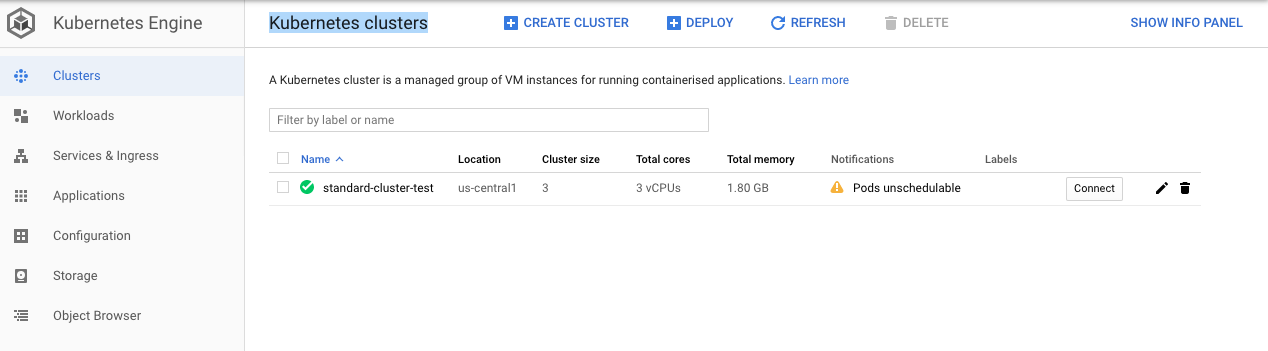 Kubernetes Engine
Kubernetes clusters
CREATE CLUSTER
DEPLOY
REFRESH
DELETE
SHOW INFO PANEL
Clusters
Workloads
Services & Ingress
Applications
Configuration
Storage
Object Browser
A Kubernetes cluster is a managed group of VM instances for running containerised applications. Learn more
Filter by label or name
Name Location Cluster size Total cores Total memory Notifications Labels
standard-cluster-test us-central1 3 3 vCPUs 1.80 GB Pods unschedulable Connect